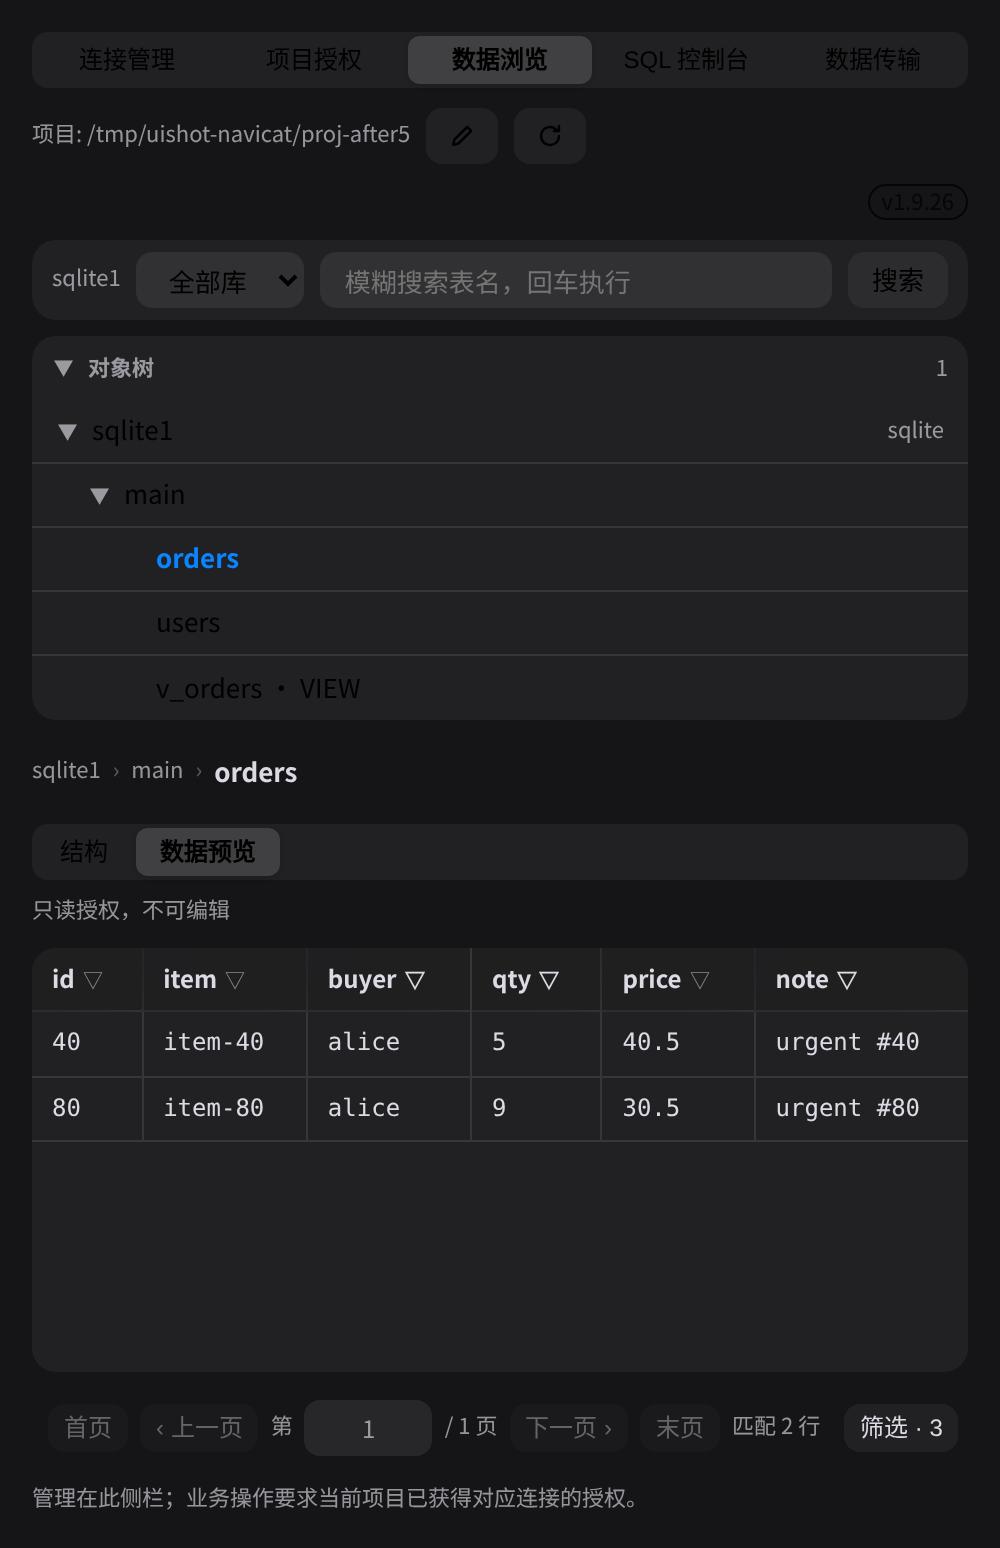 连接管理 项目授权 数据浏览 SQL 控制台 数据传输
项目: /tmp/uishot-navicat/proj-after5
v1.9.26
sqlite1 全部库 模糊搜索表名，回车执行 搜索
▼ 对象树 1
▼ sqlite1 sqlite
▼ main
orders
users
v_orders · VIEW
sqlite1 › main › orders
结构 数据预览
只读授权，不可编辑
id ▽ item ▽ buyer ▽ qty ▽ price ▽ note ▽
40 item-40 alice 5 40.5 urgent #40
80 item-80 alice 9 30.5 urgent #80
首页 ‹ 上一页 第 1 / 1 页 下一页 › 末页 匹配 2 行 筛选 · 3
管理在此侧栏；业务操作要求当前项目已获得对应连接的授权。